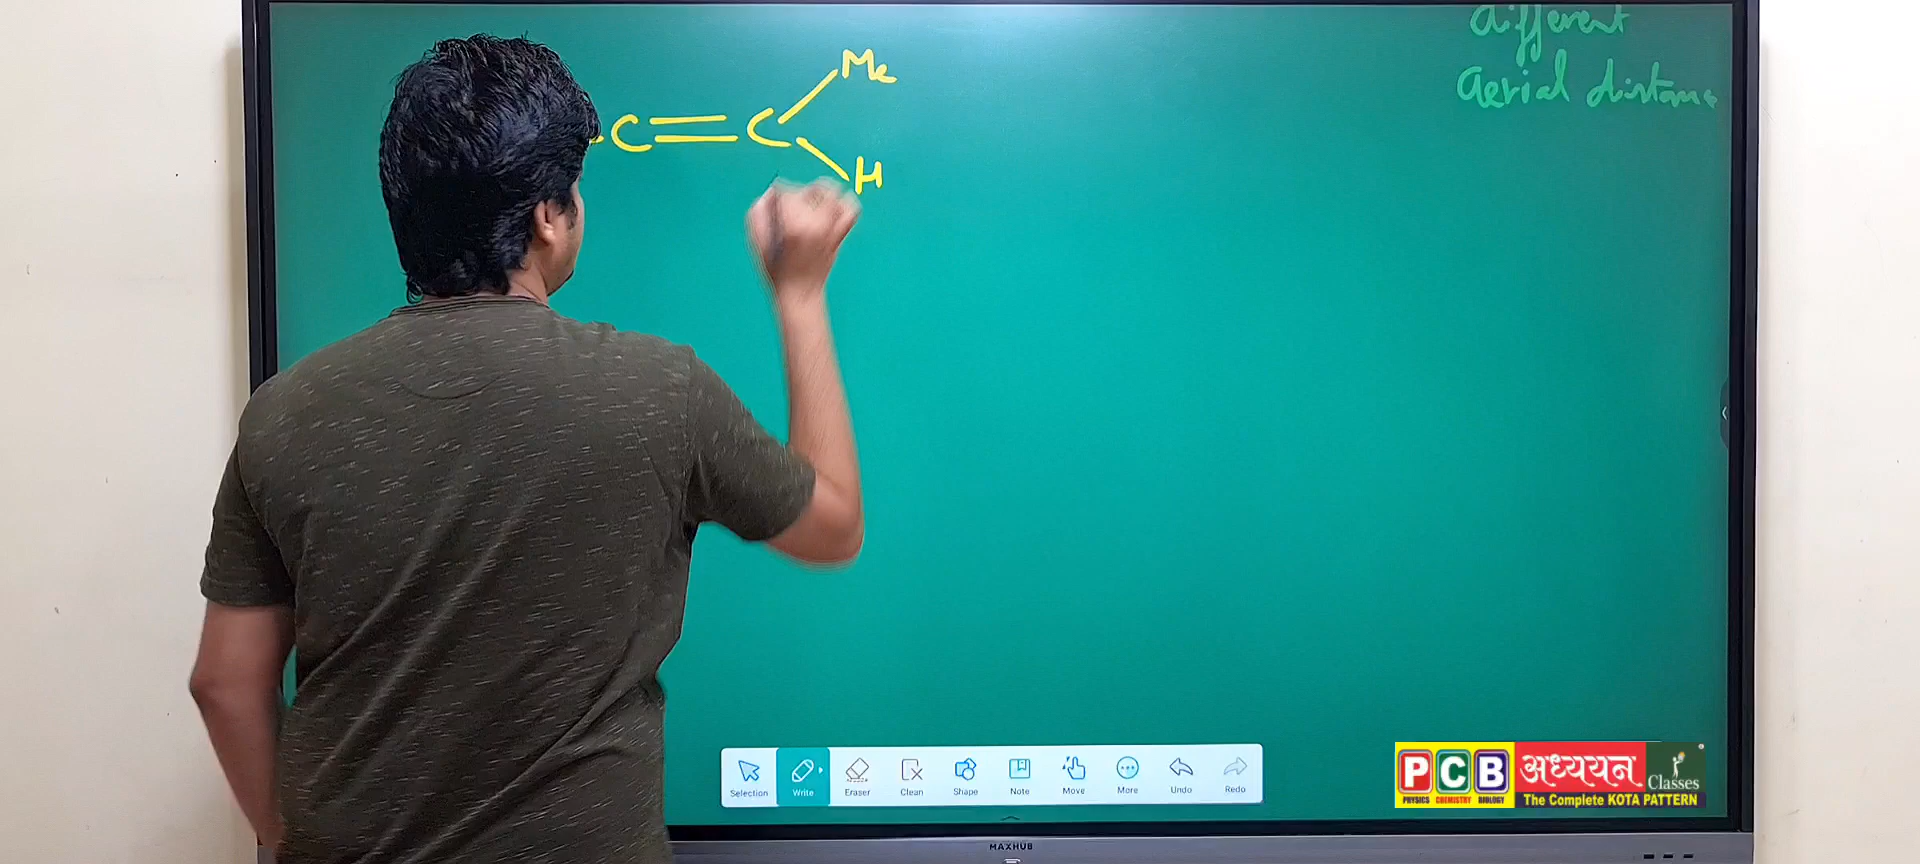 different
aerial distance
Me
C=C
H
Selection
Write
Eraser
Clean
Shape
Note
Move
More
Undo
Redo
PCB अध्ययन Classes
PHYSICS CHEMISTRY BIOLOGY
The Complete KOTA PATTERN
MAXHUB